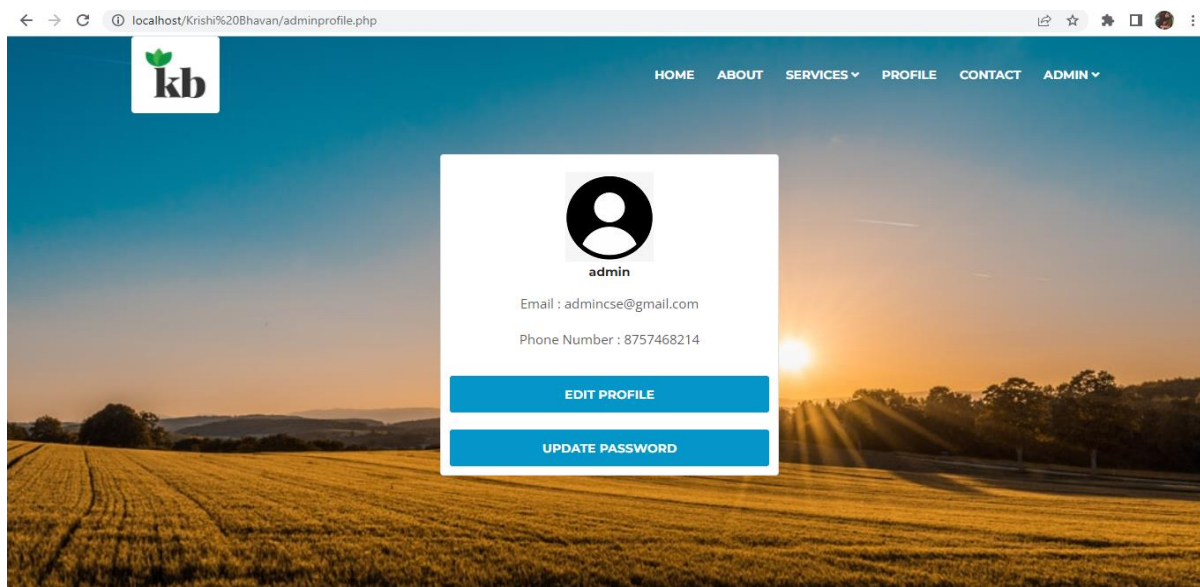 localhost/Krishi%20Bhavan/adminprofile.php
kb
HOME ABOUT SERVICES PROFILE CONTACT ADMIN
admin
Email : admincse@gmail.com
Phone Number : 8757468214
EDIT PROFILE
UPDATE PASSWORD